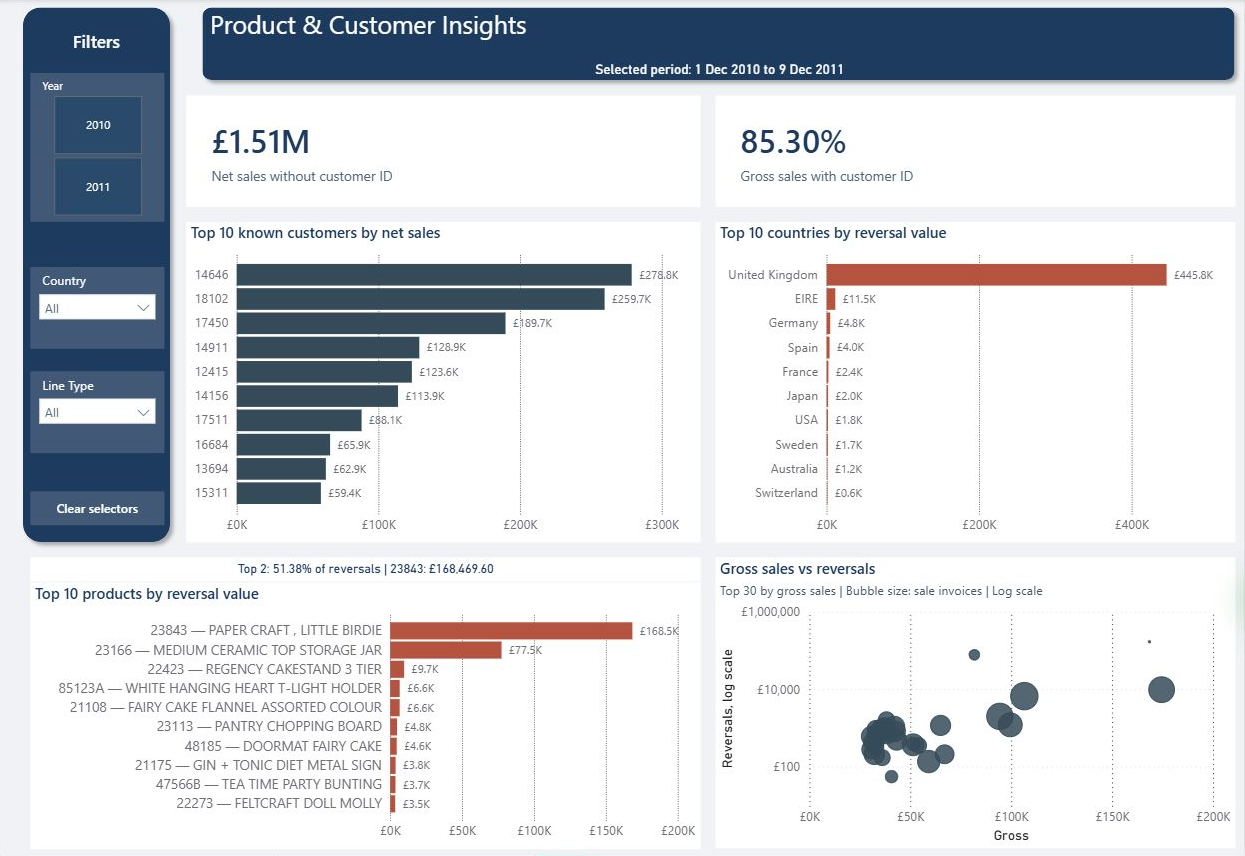 Filters
Year
2010
2011
Country
All
Line Type
All
Clear selectors
Product & Customer Insights
Selected period: 1 Dec 2010 to 9 Dec 2011
£1.51M
Net sales without customer ID
85.30%
Gross sales with customer ID
Top 10 known customers by net sales
14646 £278.8K
18102 £259.7K
17450 £189.7K
14911 £128.9K
12415 £123.6K
14156 £113.9K
17511 £88.1K
16684 £65.9K
13694 £62.9K
15311 £59.4K
£0K £100K £200K £300K
Top 10 countries by reversal value
United Kingdom £445.8K
EIRE £11.5K
Germany £4.8K
Spain £4.0K
France £2.4K
Japan £2.0K
USA £1.8K
Sweden £1.7K
Australia £1.2K
Switzerland £0.6K
£0K £200K £400K
Top 2: 51.38% of reversals | 23843: £168,469.60
Top 10 products by reversal value
23843 — PAPER CRAFT , LITTLE BIRDIE £168.5K
23166 — MEDIUM CERAMIC TOP STORAGE JAR £77.5K
22423 — REGENCY CAKESTAND 3 TIER £9.7K
85123A — WHITE HANGING HEART T-LIGHT HOLDER £6.6K
21108 — FAIRY CAKE FLANNEL ASSORTED COLOUR £6.6K
23113 — PANTRY CHOPPING BOARD £4.8K
48185 — DOORMAT FAIRY CAKE £4.6K
21175 — GIN + TONIC DIET METAL SIGN £3.8K
47566B — TEA TIME PARTY BUNTING £3.7K
22273 — FELTCRAFT DOLL MOLLY £3.5K
£0K £50K £100K £150K £200K
Gross sales vs reversals
Top 30 by gross sales | Bubble size: sale invoices | Log scale
Reversals, log scale
£1,000,000
£10,000
£100
£0K £50K £100K £150K £200K
Gross